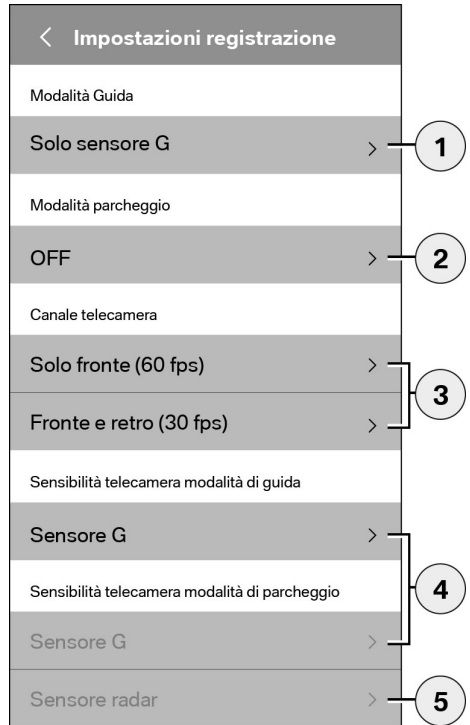 Impostazioni registrazione
Modalità Guida
Solo sensore G
1
Modalità parcheggio
OFF
2
Canale telecamera
Solo fronte (60 fps)
3
Fronte e retro (30 fps)
Sensibilità telecamera modalità di guida
Sensore G
4
Sensibilità telecamera modalità di parcheggio
Sensore G
Sensore radar
5